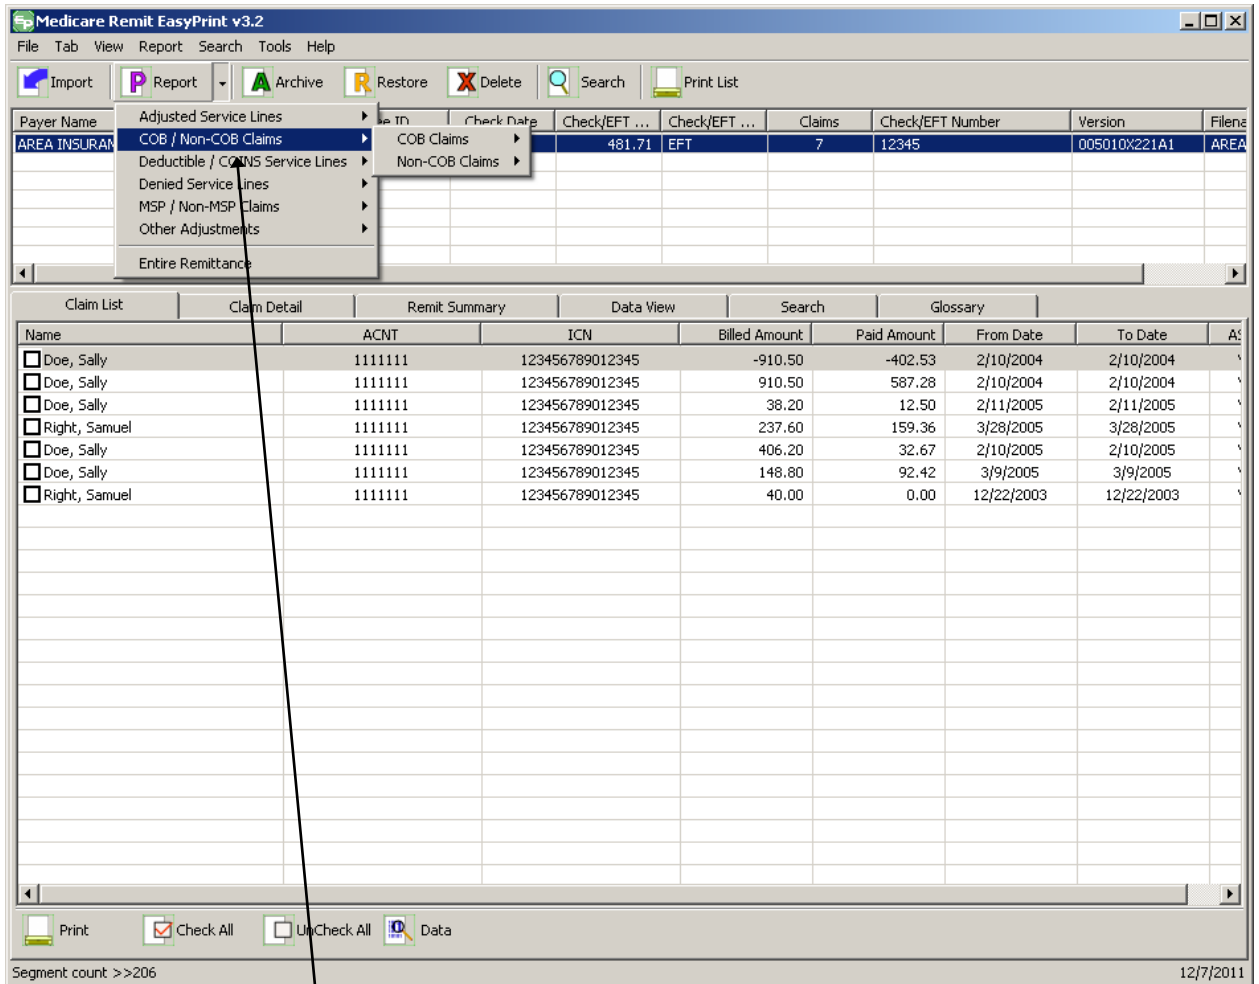 Medicare Remit EasyPrint v3.2
File Tab View Report Search Tools Help
Import Report Archive Restore Delete Search Print List
Payer Name Check Date Check/EFT ... Check/EFT ... Claims Check/EFT Number Version Filena
AREA INSURAN 481.71 EFT 7 12345 005010X221A1 AREA
Adjusted Service Lines
COB / Non-COB Claims
Deductible / COINS Service Lines
Denied Service Lines
MSP / Non-MSP Claims
Other Adjustments
Entire Remittance
COB Claims
Non-COB Claims
Claim List Claim Detail Remit Summary Data View Search Glossary
Name ACNT ICN Billed Amount Paid Amount From Date To Date AS
Doe, Sally 1111111 123456789012345 -910.50 -402.53 2/10/2004 2/10/2004
Doe, Sally 1111111 123456789012345 910.50 587.28 2/10/2004 2/10/2004
Doe, Sally 1111111 123456789012345 38.20 12.50 2/11/2005 2/11/2005
Right, Samuel 1111111 123456789012345 237.60 159.36 3/28/2005 3/28/2005
Doe, Sally 1111111 123456789012345 406.20 32.67 2/10/2005 2/10/2005
Doe, Sally 1111111 123456789012345 148.80 92.42 3/9/2005 3/9/2005
Right, Samuel 1111111 123456789012345 40.00 0.00 12/22/2003 12/22/2003
Print Check All UnCheck All Data
Segment count >>206 12/7/2011